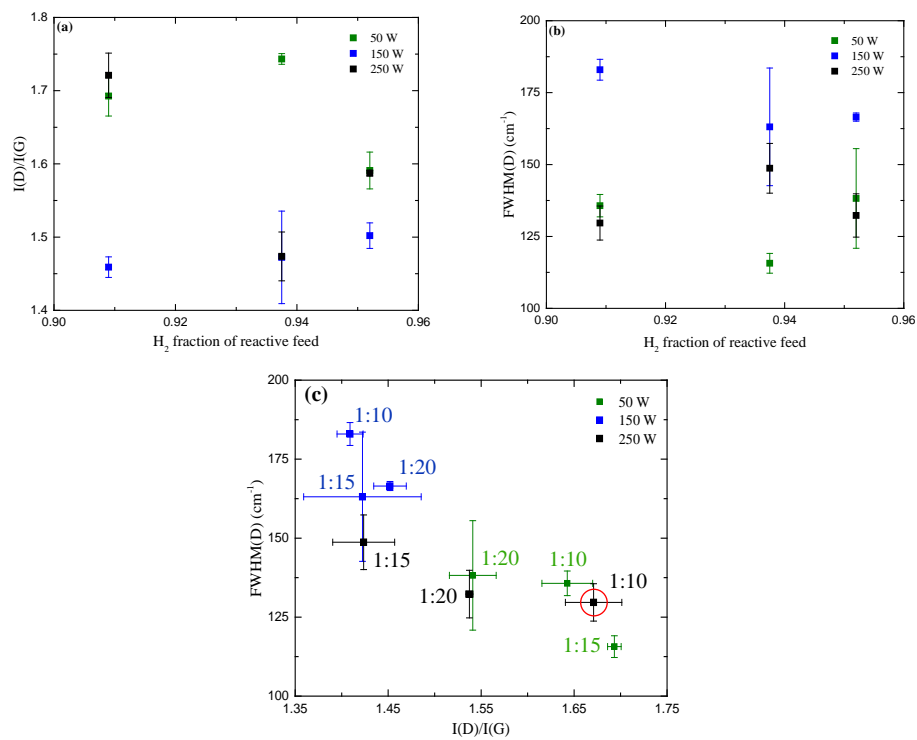 (a)
50 W
150 W
250 W
1.8
1.7
1.6
1.5
1.4
I(D)/I(G)
0.90
0.92
0.94
0.96
H₂ fraction of reactive feed
(b)
50 W
150 W
250 W
200
175
150
125
100
FWHM(D) (cm⁻¹)
0.90
0.92
0.94
0.96
H₂ fraction of reactive feed
(c)
50 W
150 W
250 W
200
175
150
125
100
FWHM(D) (cm⁻¹)
1:10
1:20
1:15
1:15
1:20
1:10
1:10
1:20
1:15
1.35
1.45
1.55
1.65
1.75
I(D)/I(G)